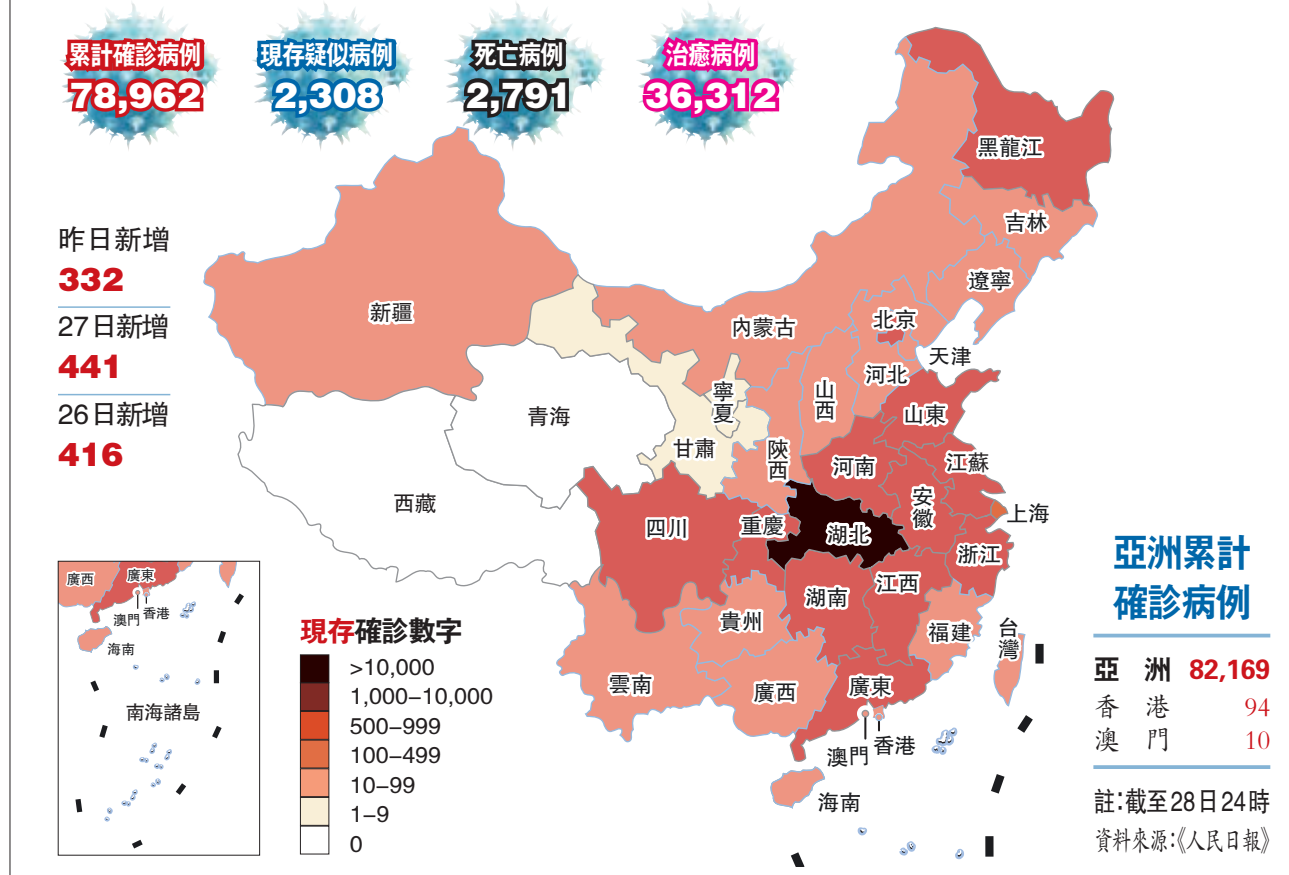 累計確診病例
78,962
現存疑似病例
2,308
死亡病例
2,791
治癒病例
36,312
昨日新增
332
27日新增
441
26日新增
416
黑龍江
吉林
遼寧
新疆
內蒙古
北京
天津
河北
山西
寧夏
青海
山東
甘肅
陝西
河南
江蘇
西藏
安徽
上海
四川
重慶
湖北
浙江
湖南
江西
貴州
福建
台灣
雲南
廣西
廣東
澳門
香港
海南
廣西
廣東
澳門
香港
海南
南海諸島
現存確診數字
>10,000
1,000–10,000
500–999
100–499
10–99
1–9
0
亞洲累計
確診病例
亞洲 82,169
香港 94
澳門 10
註:截至28日24時
資料來源:《人民日報》